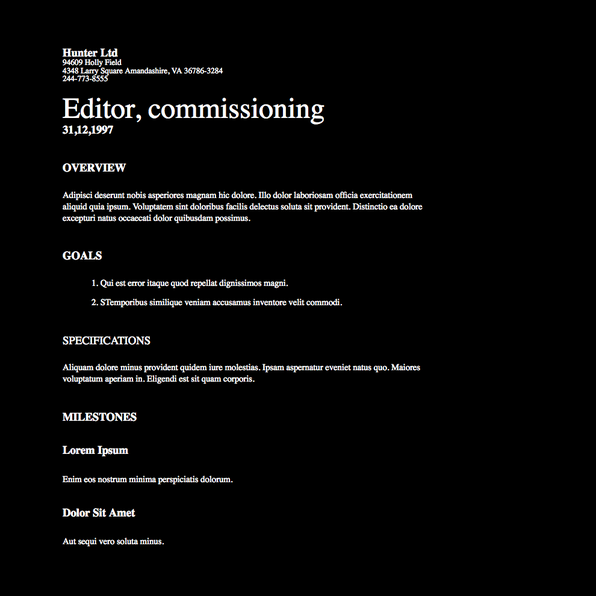 Hunter Ltd
94609 Holly Field
4348 Larry Square Amandashire, VA 36786-3284
244-773-8555
Editor, commissioning
31,12,1997
OVERVIEW
Adipisci deserunt nobis asperiores magnam hic dolore. Illo dolor laboriosam officia exercitationem
aliquid quia ipsum. Voluptatem sint doloribus facilis delectus soluta sit provident. Distinctio ea dolore
excepturi natus occaecati dolor quibusdam possimus.
GOALS
1. Qui est error itaque quod repellat dignissimos magni.
2. STemporibus similique veniam accusamus inventore velit commodi.
SPECIFICATIONS
Aliquam dolore minus provident quidem iure molestias. Ipsam aspernatur eveniet natus quo. Maiores
voluptatum aperiam in. Eligendi est sit quam corporis.
MILESTONES
Lorem Ipsum
Enim eos nostrum minima perspiciatis dolorum.
Dolor Sit Amet
Aut sequi vero soluta minus.